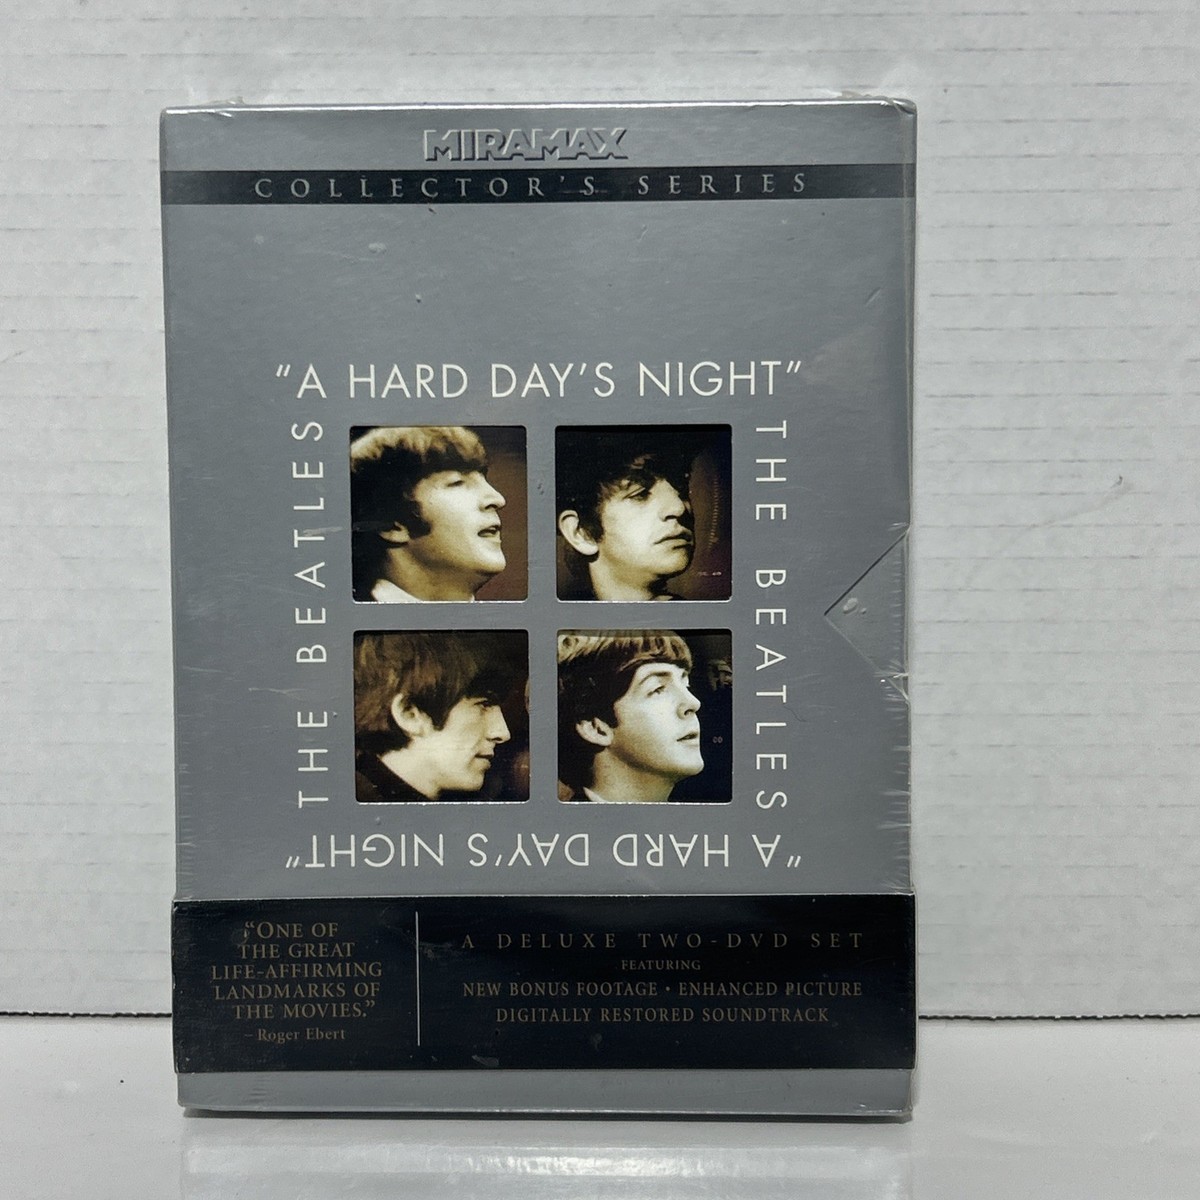 MIRAMAX
COLLECTOR'S SERIES
"A HARD DAY'S NIGHT"
THE BEATLES
THE BEATLES
"A HARD DAY'S NIGHT"
"ONE OF
THE GREAT
LIFE-AFFIRMING
LANDMARKS OF
THE MOVIES."
–Roger Ebert
A DELUXE TWO-DVD SET
FEATURING
NEW BONUS FOOTAGE • ENHANCED PICTURE
DIGITALLY RESTORED SOUNDTRACK